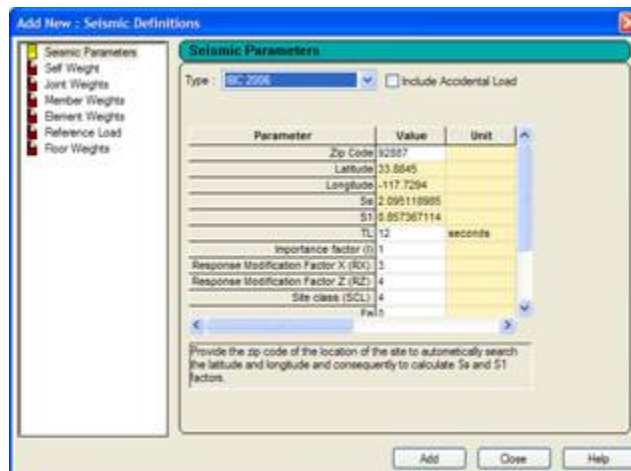 Add New : Seismic Definitions
Seismic Parameters
Self Weight
Joint Weights
Member Weights
Element Weights
Reference Load
Floor Weights
Seismic Parameters
Type : IBC 2006 Include Accidental Load
Parameter Value Unit
Zip Code 92887
Latitude 33.8845
Longitude -117.7294
Ss 2.095118985
S1 0.857367114
TL 12 seconds
Importance factor (I) 1
Response Modification Factor X (RX) 3
Response Modification Factor Z (RZ) 4
Site class (SCL) 4
Fa
Provide the zip code of the location of the site to automatically search
the latitude and longitude and consequently to calculate Ss and S1
factors.
Add Close Help